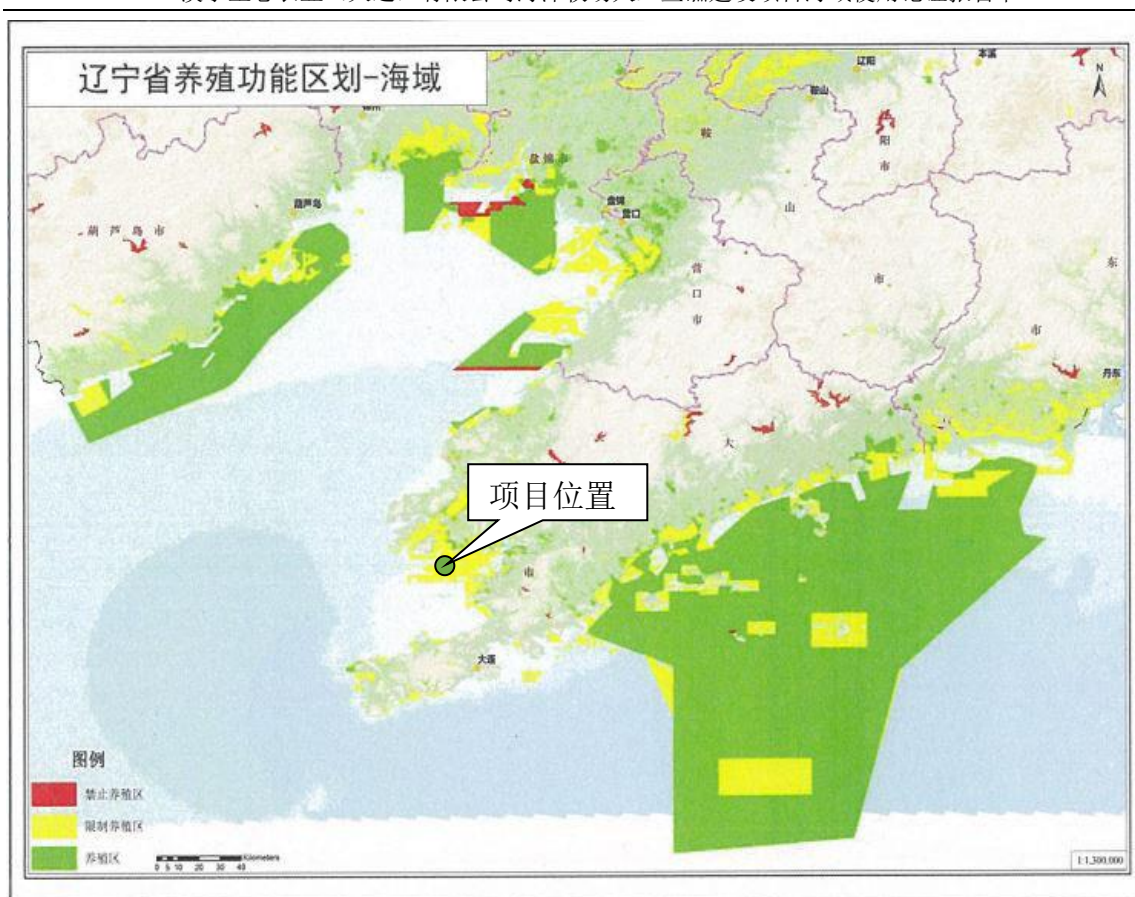 辽宁省养殖功能区划-海域
辽阳
本溪
N
鞍山
鞍
阳
市
盘锦市
葫芦岛
盘锦
营口
葫芦岛市
山
营
口
市
市
东
市
丹东
大
项目位置
市
大连
图例
禁止养殖区
限制养殖区
养殖区
Kilometers
0 5 10 20 30 40
1:1,300,000